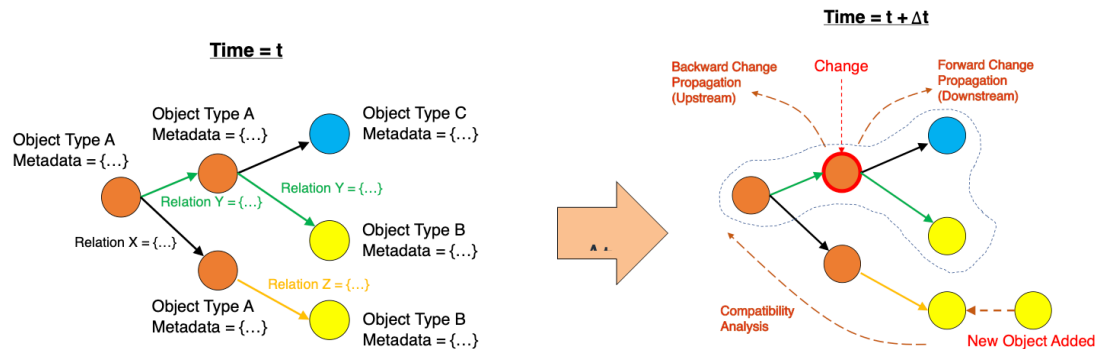 Time = t
Object Type A
Metadata = {...}
Object Type A
Metadata = {...}
Object Type C
Metadata = {...}
Relation Y = {...}
Relation Y = {...}
Relation X = {...}
Object Type B
Metadata = {...}
Relation Z = {...}
Object Type A
Metadata = {...}
Object Type B
Metadata = {...}
Time = t + Δt
Backward Change
Propagation
(Upstream)
Change
Forward Change
Propagation
(Downstream)
Compatibility
Analysis
New Object Added